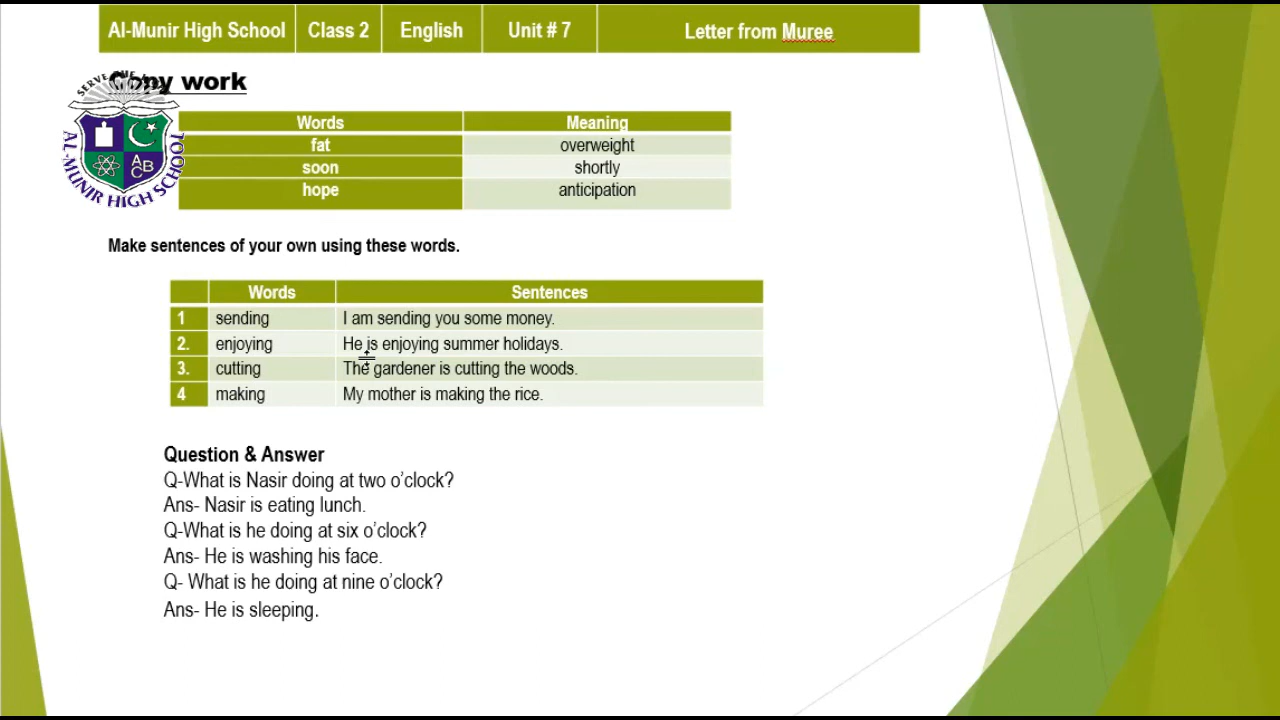 Al-Munir High School Class 2 English Unit # 7 Letter from Muree
Copy work
SERVE THE
AL-MUNIR HIGH SCHOOL
ABC
Words Meaning
fat overweight
soon shortly
hope anticipation
Make sentences of your own using these words.
Words Sentences
1 sending I am sending you some money.
2. enjoying He is enjoying summer holidays.
3. cutting The gardener is cutting the woods.
4 making My mother is making the rice.
Question & Answer
Q-What is Nasir doing at two o’clock?
Ans- Nasir is eating lunch.
Q-What is he doing at six o’clock?
Ans- He is washing his face.
Q- What is he doing at nine o’clock?
Ans- He is sleeping.